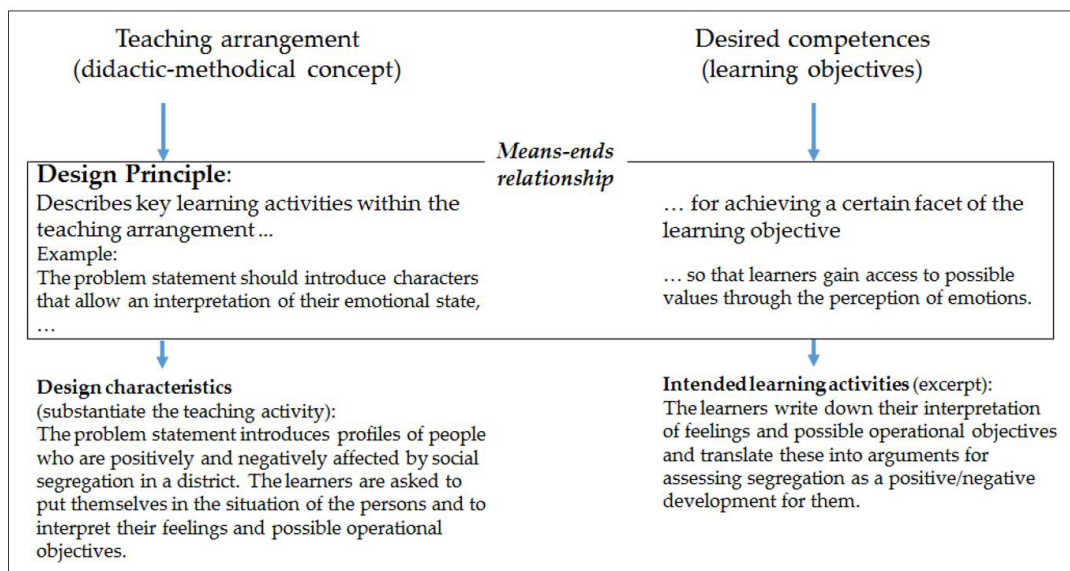 Teaching arrangement
(didactic-methodical concept)
Desired competences
(learning objectives)
Means-ends
relationship
Design Principle:
Describes key learning activities within the
teaching arrangement ...
Example:
The problem statement should introduce characters
that allow an interpretation of their emotional state,
…
… for achieving a certain facet of the
learning objective
… so that learners gain access to possible
values through the perception of emotions.
Design characteristics
(substantiate the teaching activity):
The problem statement introduces profiles of people
who are positively and negatively affected by social
segregation in a district. The learners are asked to
put themselves in the situation of the persons and to
interpret their feelings and possible operational
objectives.
Intended learning activities (excerpt):
The learners write down their interpretation
of feelings and possible operational objectives
and translate these into arguments for
assessing segregation as a positive/negative
development for them.